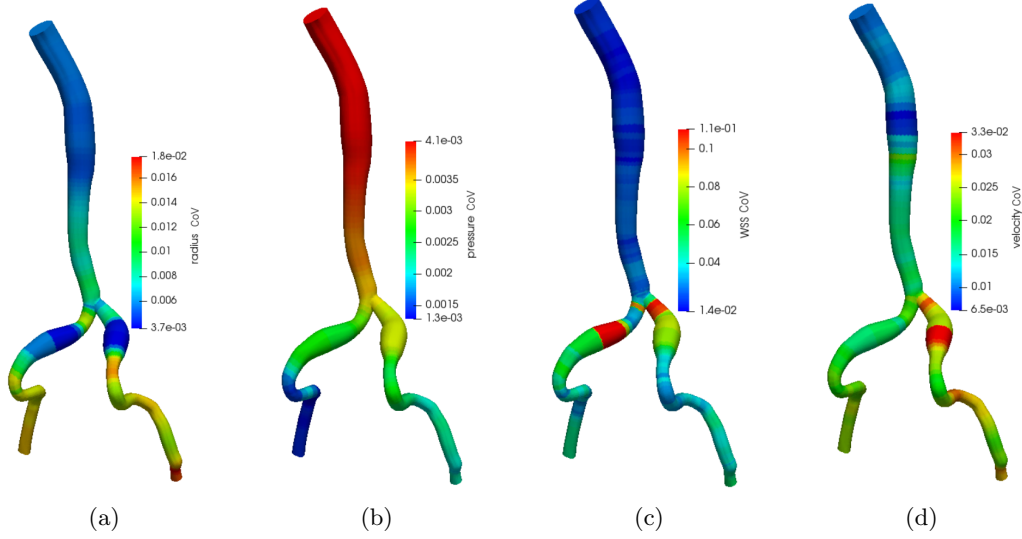 1.8e-02
0.016
0.014
0.012
0.01
0.008
0.006
3.7e-03
radius CoV
(a)
4.1e-03
0.0035
0.003
0.0025
0.002
0.0015
1.3e-03
pressure CoV
(b)
1.1e-01
0.1
0.08
0.06
0.04
1.4e-02
WSS CoV
(c)
3.3e-02
0.03
0.025
0.02
0.015
0.01
6.5e-03
velocity CoV
(d)